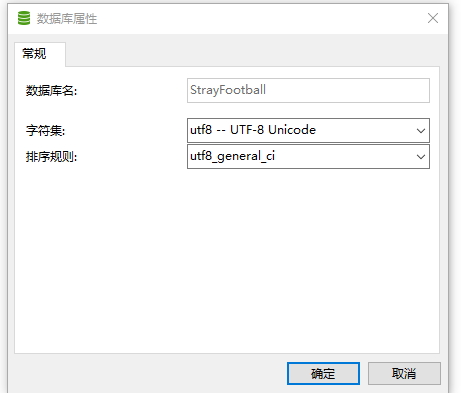 数据库属性
常规
数据库名: StrayFootball
字符集: utf8 -- UTF-8 Unicode
排序规则: utf8_general_ci
确定 取消